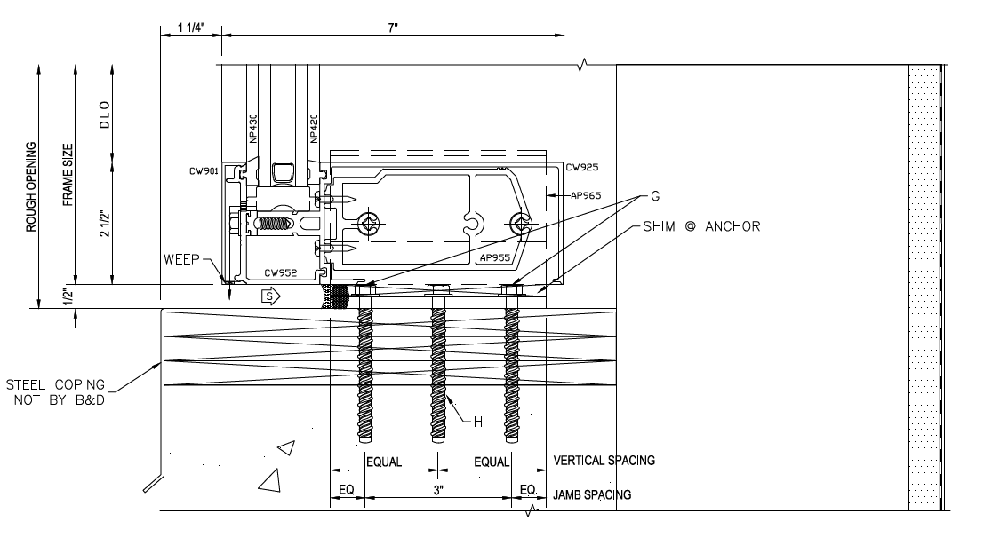 1 1/4"
7"
D.L.O.
FRAME SIZE
ROUGH OPENING
2 1/2"
1/2"
NP430
NP420
CW901
CW925
AP965
G
SHIM @ ANCHOR
AP955
WEEP
CW952
S
STEEL COPING
NOT BY B&D
H
EQUAL
EQUAL
VERTICAL SPACING
EQ.
3"
EQ.
JAMB SPACING